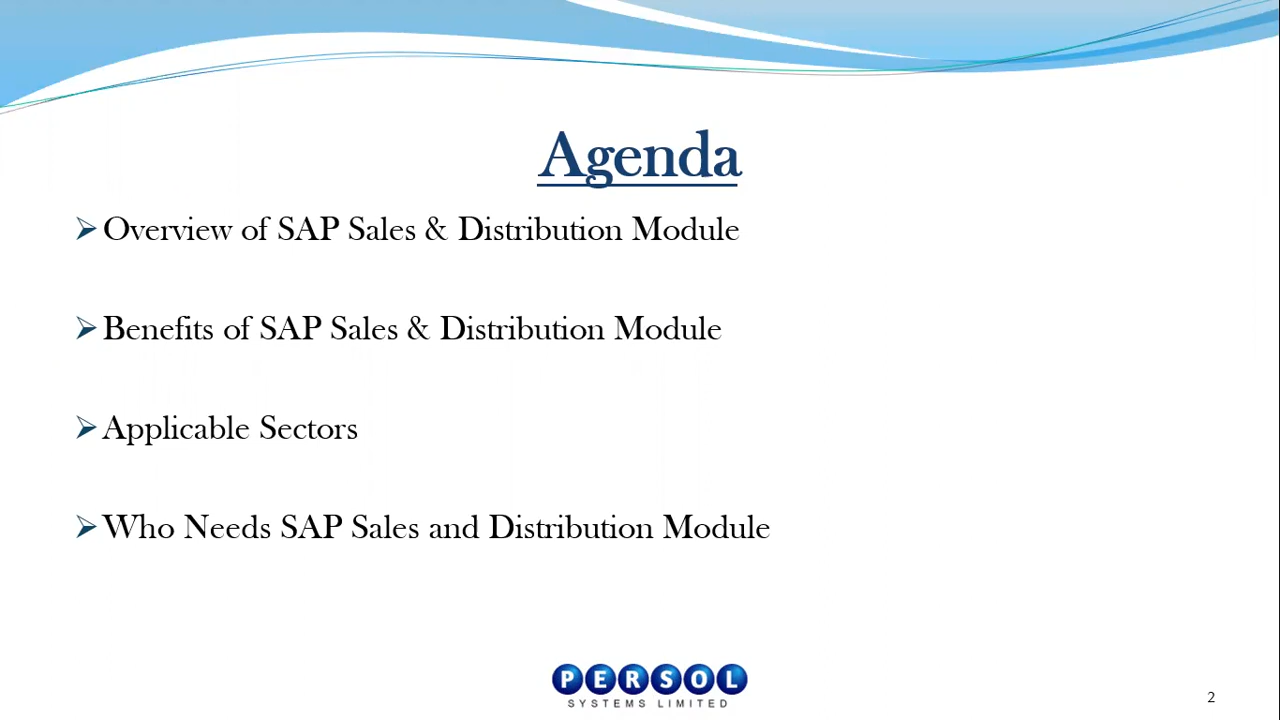 Agenda
Overview of SAP Sales & Distribution Module
Benefits of SAP Sales & Distribution Module
Applicable Sectors
Who Needs SAP Sales and Distribution Module
PERSOL
SYSTEMS LIMITED
2